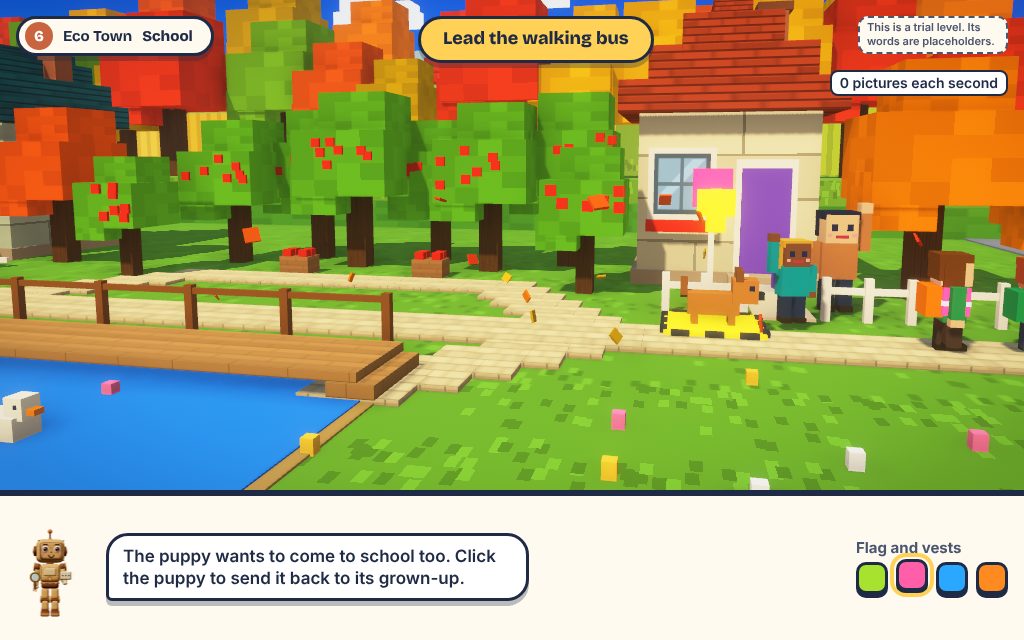 6 Eco Town School
Lead the walking bus
This is a trial level. Its
words are placeholders.
0 pictures each second
The puppy wants to come to school too. Click
the puppy to send it back to its grown-up.
Flag and vests